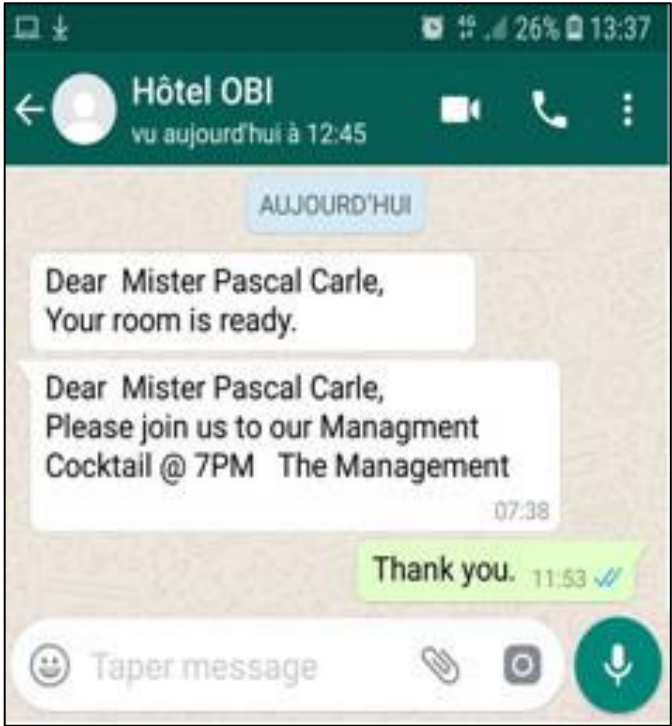 4G 26% 13:37
Hôtel OBI
vu aujourd'hui à 12:45
AUJOURD'HUI
Dear Mister Pascal Carle,
Your room is ready.
Dear Mister Pascal Carle,
Please join us to our Managment
Cocktail @ 7PM The Management
07:38
Thank you. 11:53
Taper message